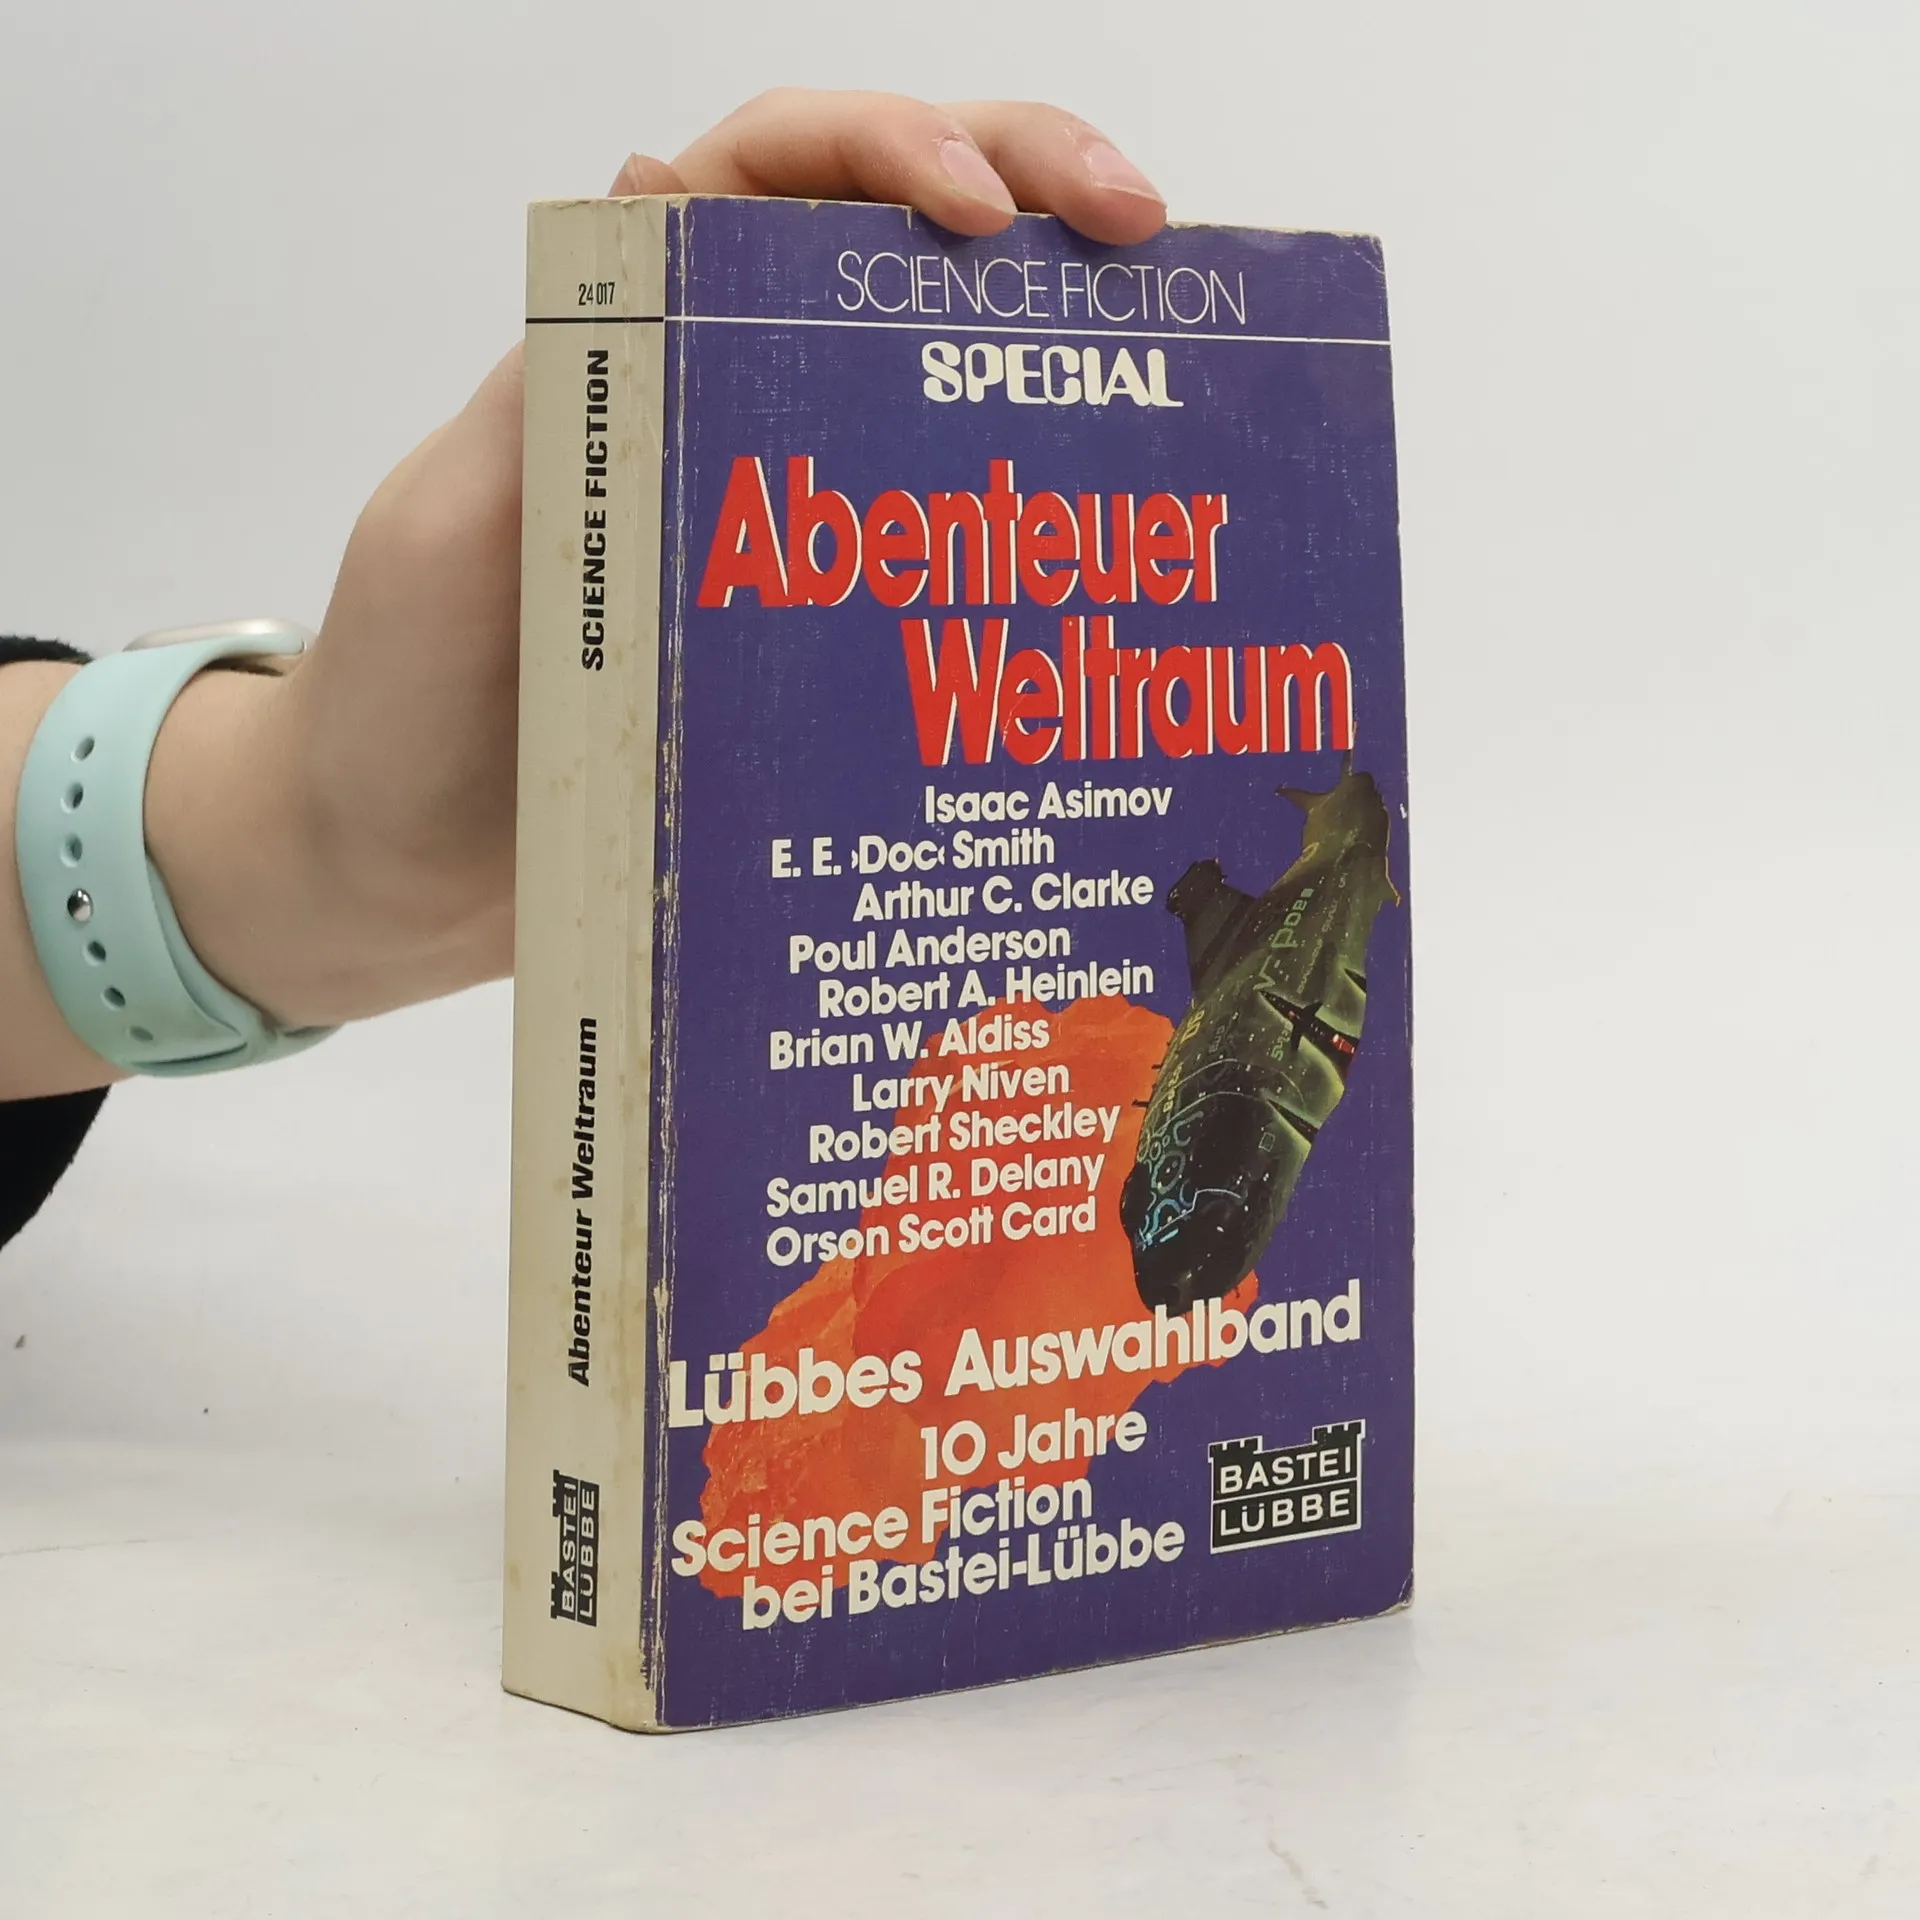 24 017
SCIENCE FICTION
Abenteuer Weltraum
BASTEI
LÜBBE
SCIENCE FICTION
SPECIAL
Abenteuer
Weltraum
Isaac Asimov
E. E. ›Doc‹ Smith
Arthur C. Clarke
Poul Anderson
Robert A. Heinlein
Brian W. Aldiss
Larry Niven
Robert Sheckley
Samuel R. Delany
Orson Scott Card
Lübbes Auswahlband
10 Jahre
Science Fiction
bei Bastei-Lübbe
BASTEI
LÜBBE